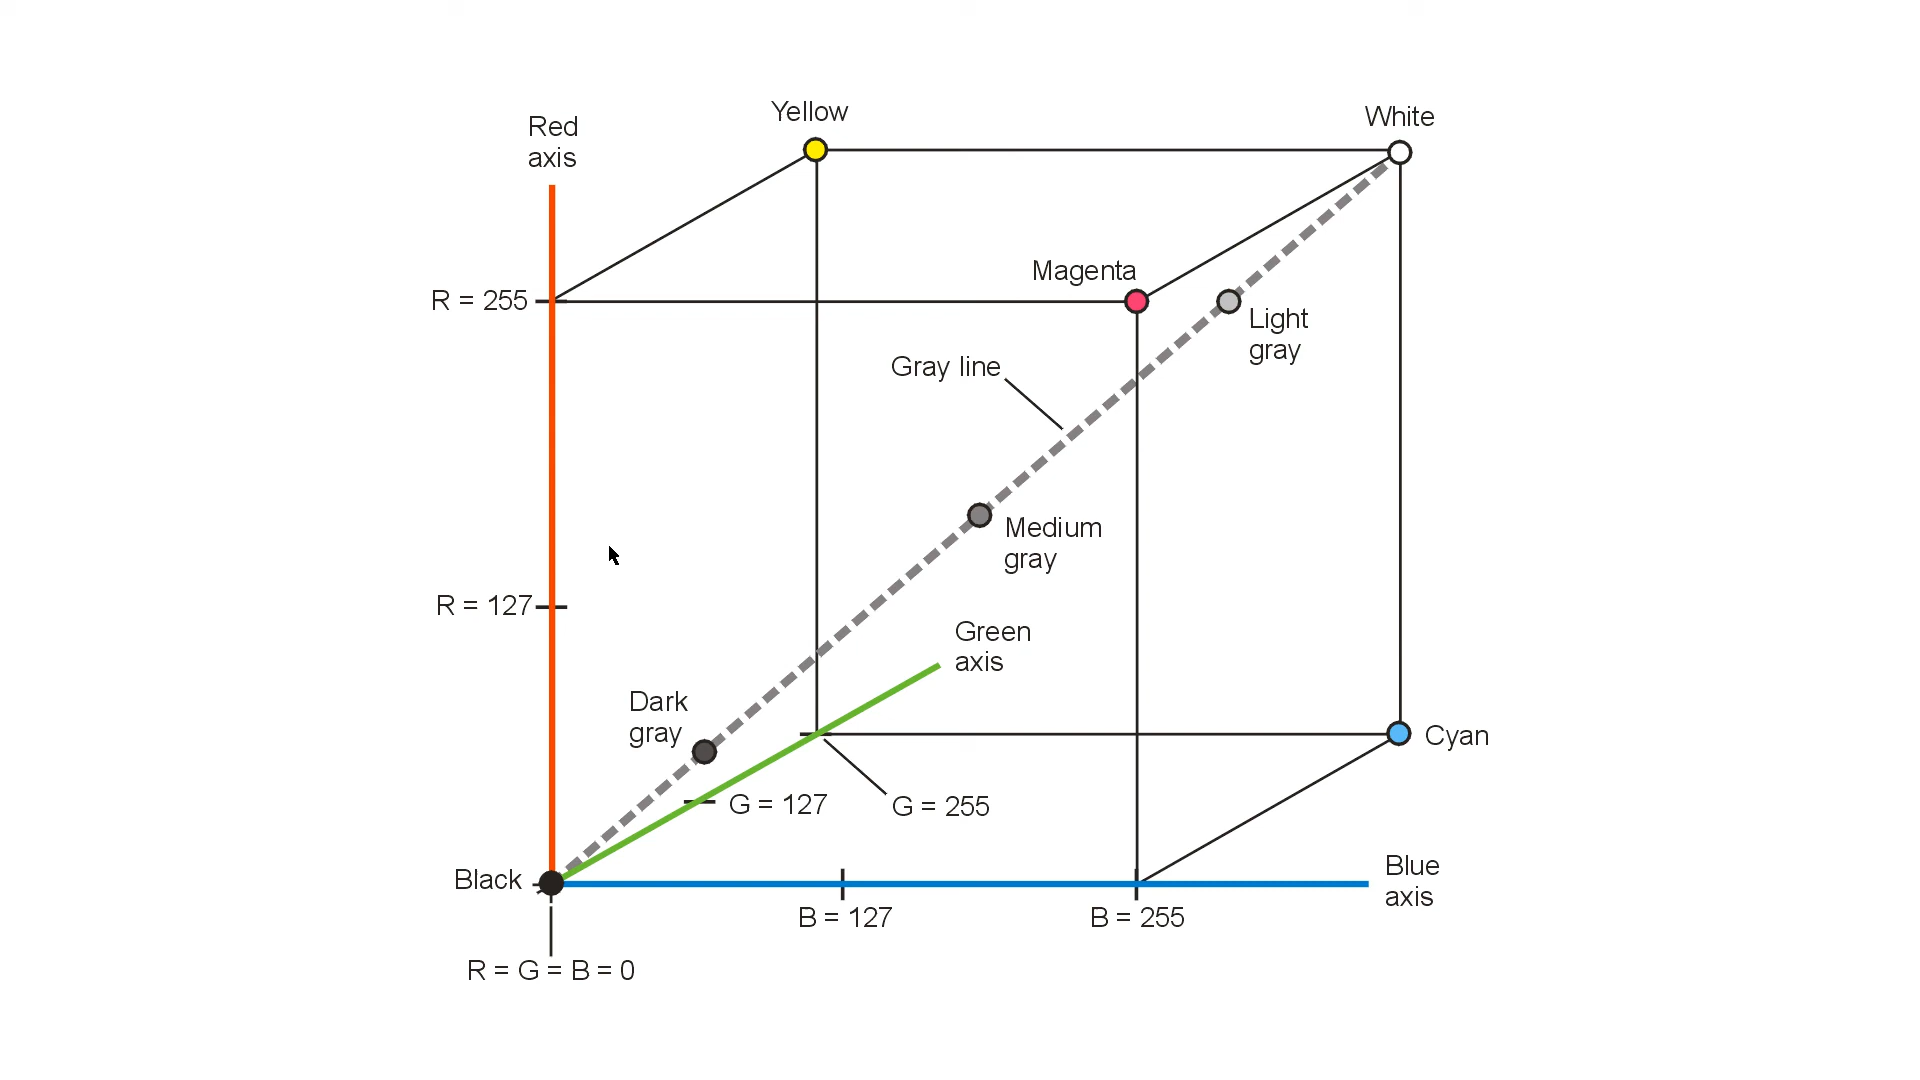 Yellow
White
Red
axis
Magenta
R = 255
Light
gray
Gray line
Medium
gray
R = 127
Green
axis
Dark
gray
Cyan
G = 127
G = 255
Black
Blue
axis
B = 127
B = 255
R = G = B = 0